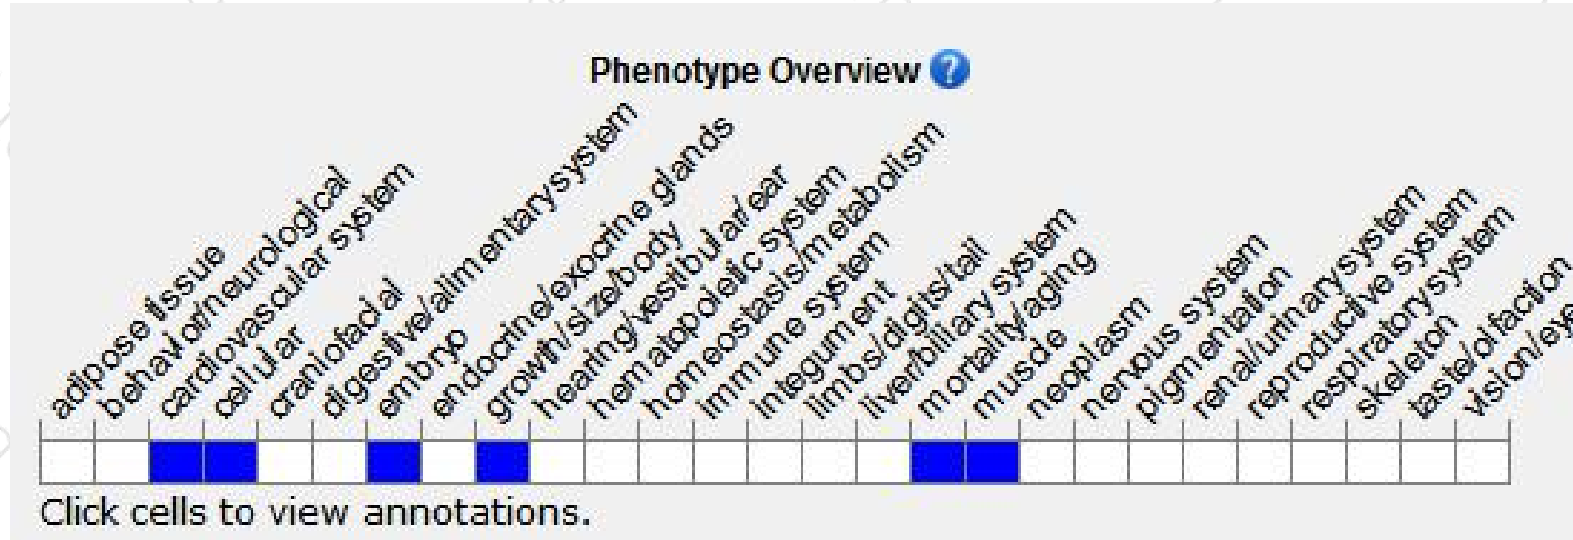 Phenotype Overview ?
adipose tissue
behavior/neurological
cardiovascular system
cellular
craniofacial
digestive/alimentary system
embryo
endocrine/exocrine glands
growth/size/body
hearing/vestibular/ear
hematopoietic system
homeostasis/metabolism
immune system
integument
limbs/digits/tail
liver/biliary system
mortality/aging
muscle
neoplasm
nervous system
pigmentation
renal/urinary system
reproductive system
respiratory system
skeleton
taste/olfaction
vision/eye
Click cells to view annotations.